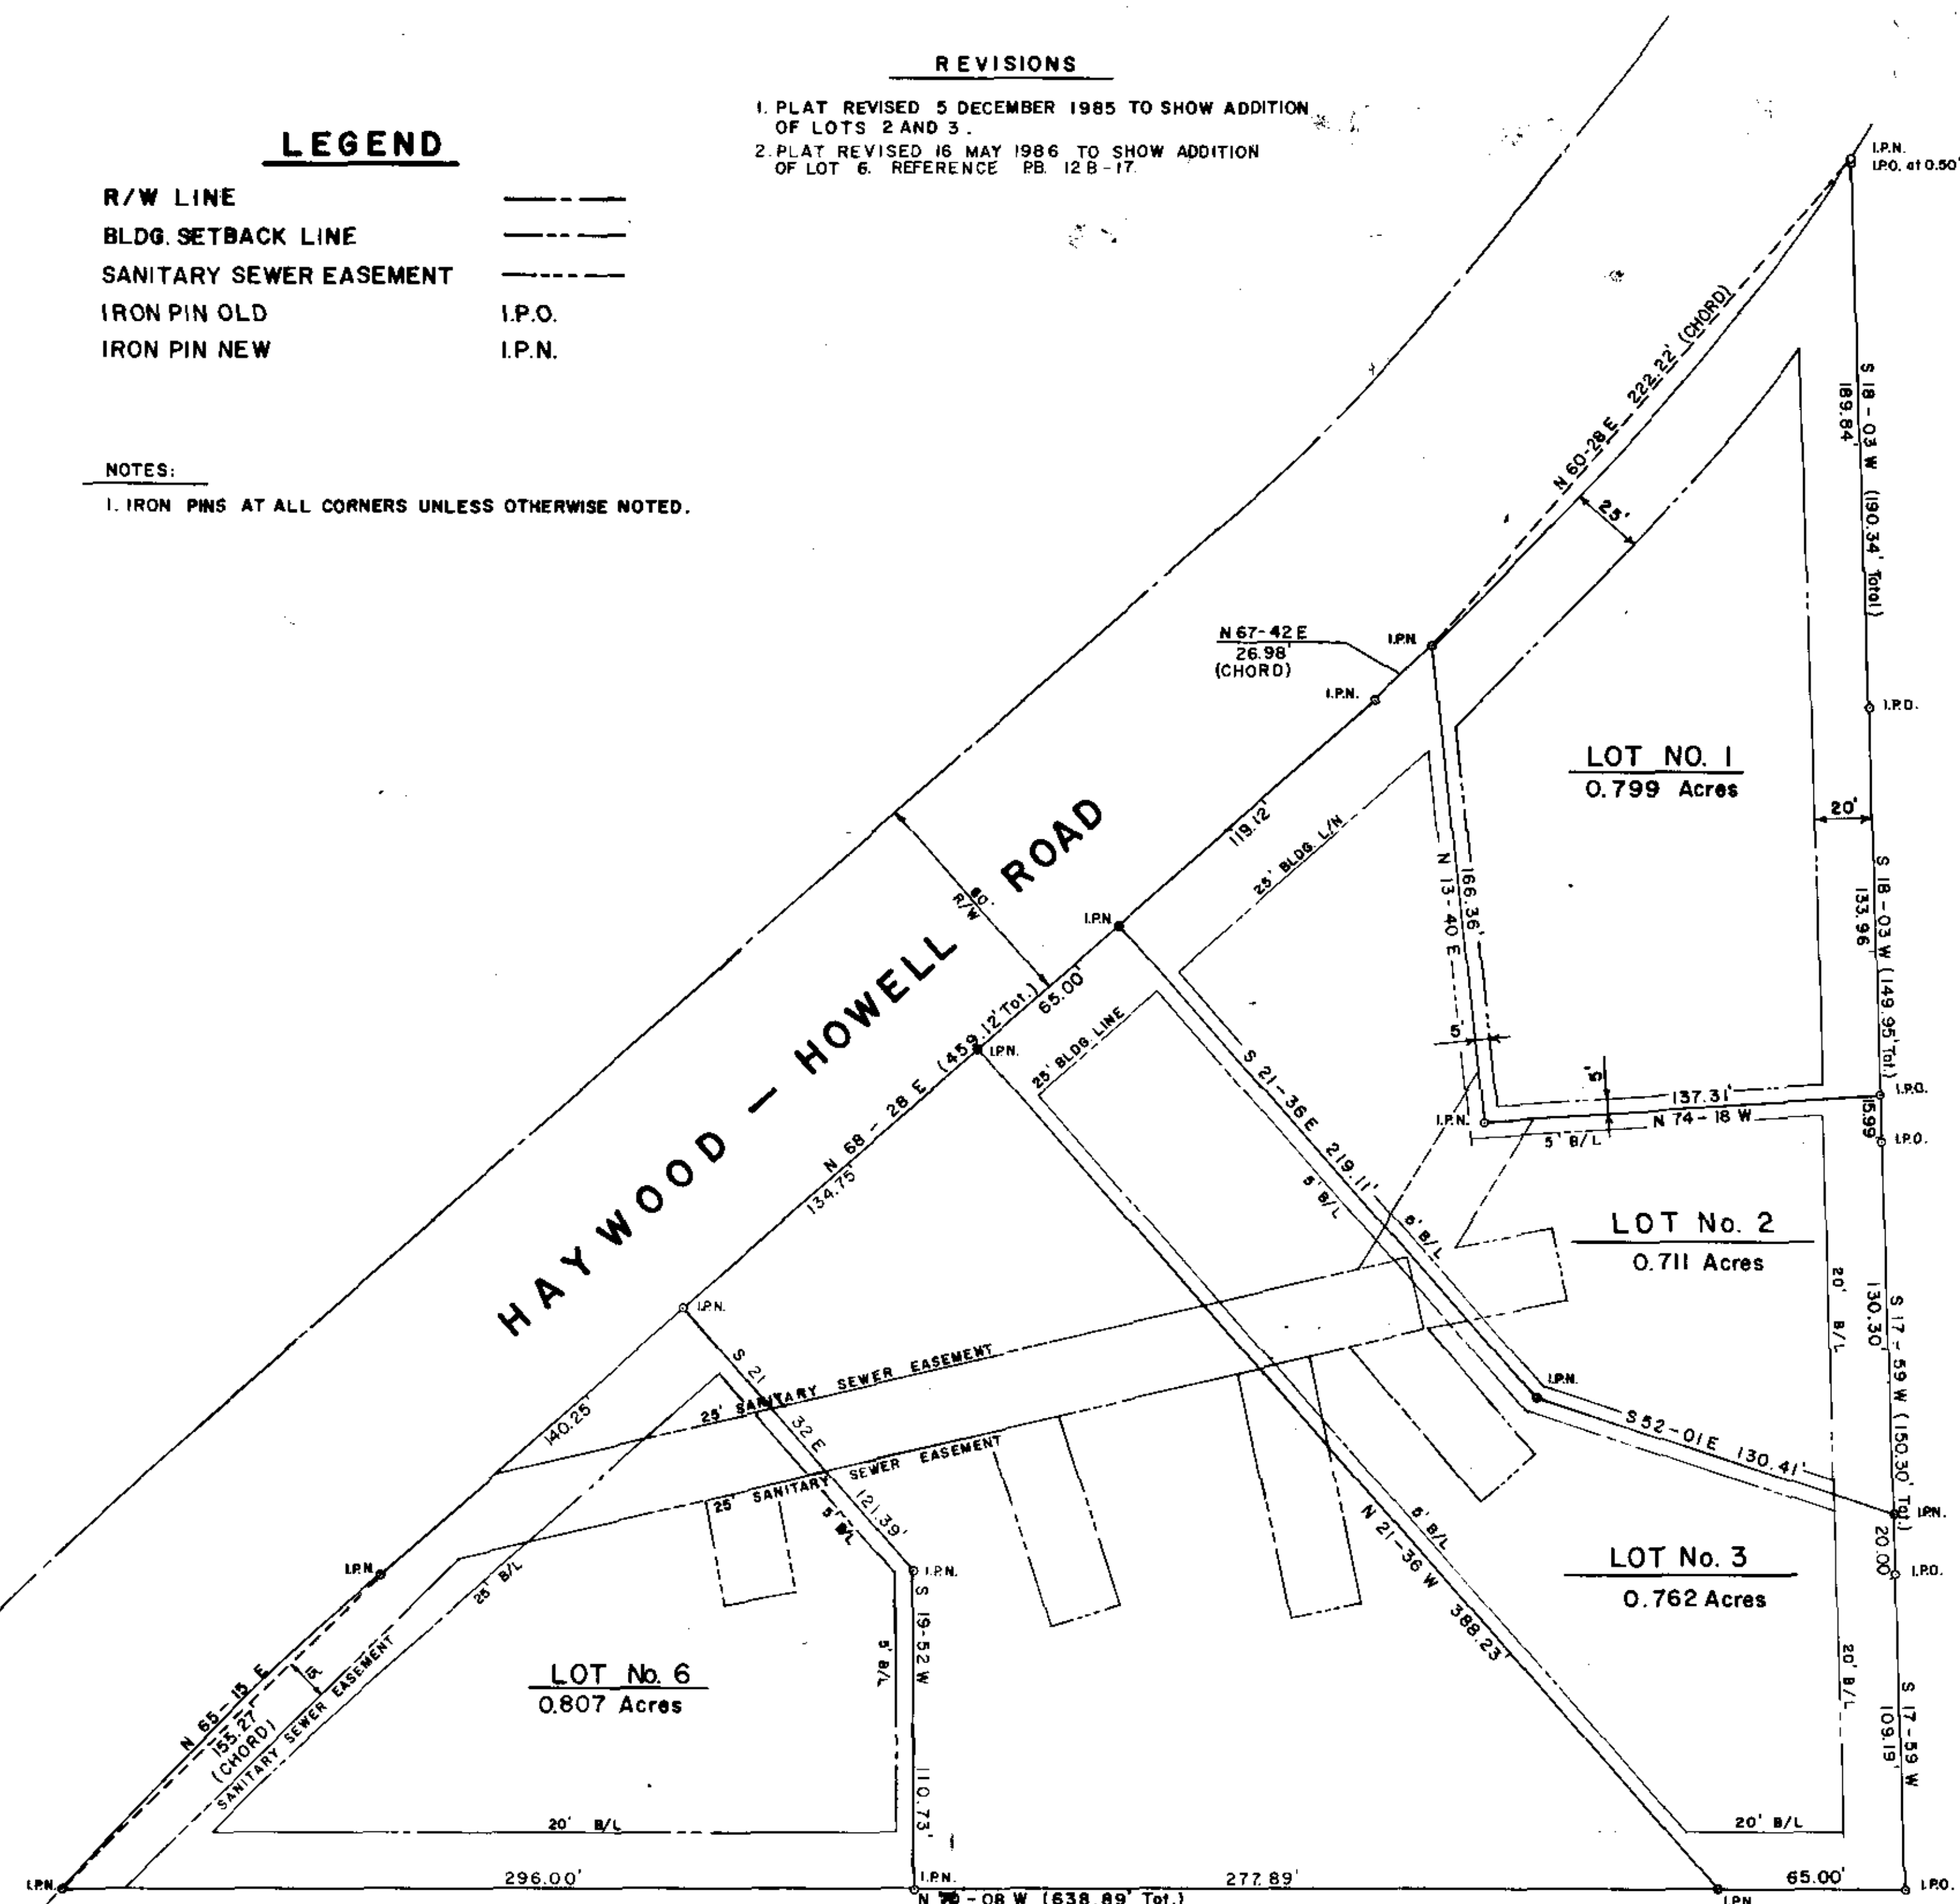 REVISIONS
1. PLAT REVISED 5 DECEMBER 1985 TO SHOW ADDITION
OF LOTS 2 AND 3.
2. PLAT REVISED 16 MAY 1986 TO SHOW ADDITION
OF LOT 6. REFERENCE PB. 12 B-17.
LEGEND
R/W LINE
BLDG. SETBACK LINE
SANITARY SEWER EASEMENT
IRON PIN OLD I.P.O.
IRON PIN NEW I.P.N.
NOTES:
1. IRON PINS AT ALL CORNERS UNLESS OTHERWISE NOTED.
I.P.N.
I.P.O. at 0.50'
N 60-28 E 222.22' (CHORD)
S 18-03 W (190.34' Total)
189.84'
25'
N 67-42 E
26.98'
(CHORD)
I.P.N.
I.P.N.
I.P.O.
LOT NO. 1
0.799 Acres
20'
HAYWOOD — HOWELL ROAD
R/W
119.12'
25' BLDG. L/N
N 13-40 E
166.36'
S 18-03 W (149.95' Tot.)
133.96
I.P.N.
65.00'
N 68-28 E (459.12' Tot.)
134.75'
I.P.N.
25' BLDG. LINE
S 21-36 E 219.11'
5' B/L
5'
5'
137.31'
N 74-18 W
5' B/L
I.P.N.
I.P.O.
15.99
I.P.O.
LOT No. 2
0.711 Acres
20' B/L
130.30'
S 17-59 W (150.30' Tot.)
I.P.N.
25' SANITARY SEWER EASEMENT
25' SANITARY SEWER EASEMENT
S 21 32 E
121.39'
5' B/L
I.P.N.
S 52-01 E 130.41'
I.P.N.
20.00'
I.P.O.
140.25'
I.P.N.
25' B/L
I.P.N.
S 19-52 W
110.73'
5' B/L
5' B/L
N 21-36 W 388.23'
LOT No. 3
0.762 Acres
20' B/L
S 17-59 W
109.19'
LOT No. 6
0.807 Acres
N 65-15 E
155.27'
(CHORD)
SANITARY SEWER EASEMENT
20' B/L
20' B/L
I.P.N.
296.00'
I.P.N.
277.89'
65.00'
I.P.O.
08 W (638.89' Tot.)
I.P.N.